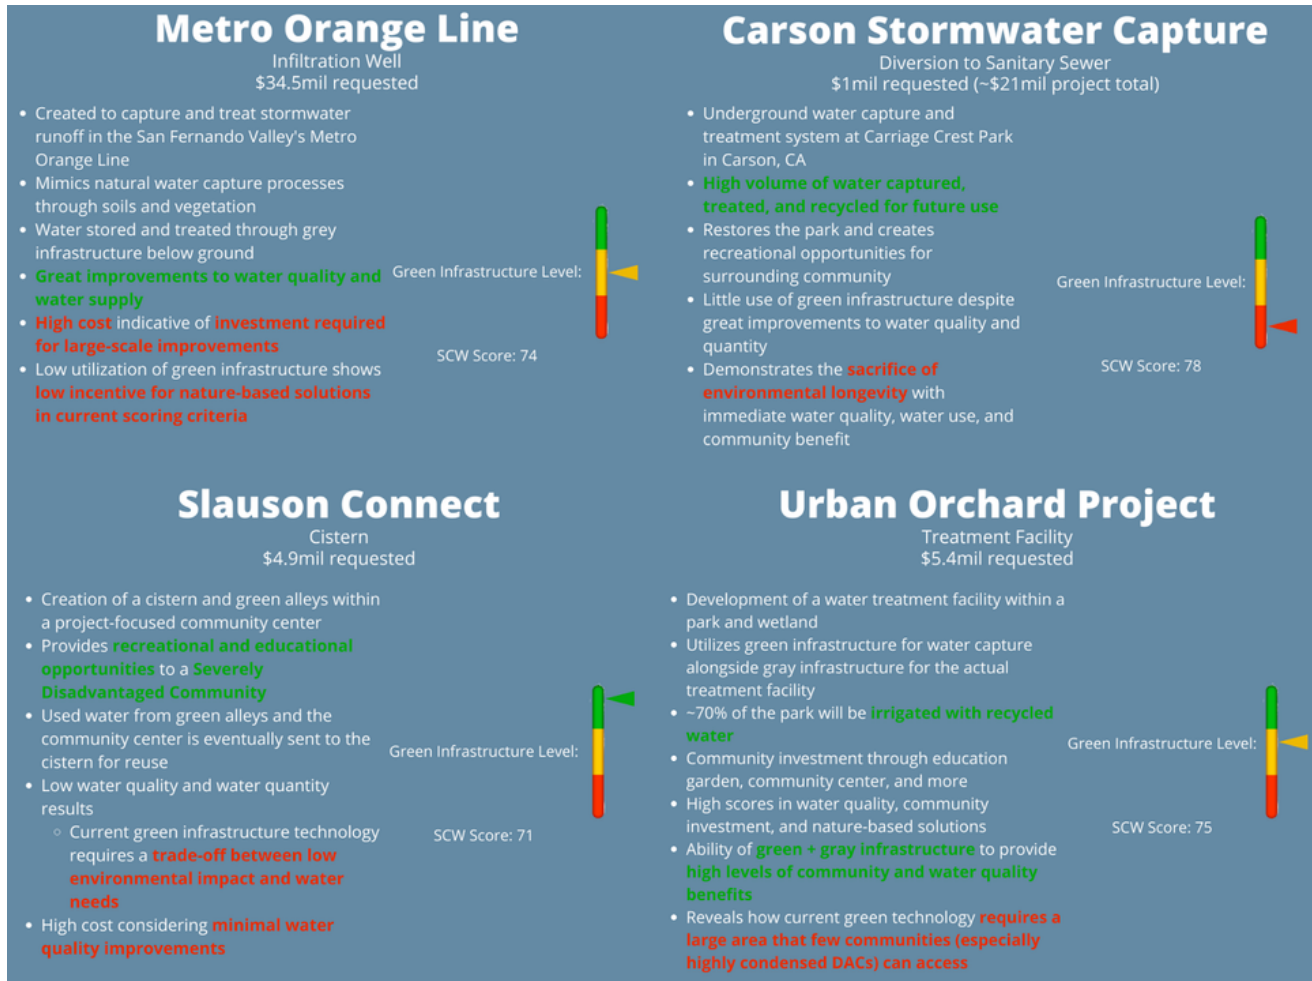 Metro Orange Line
Infiltration Well
$34.5mil requested
• Created to capture and treat stormwater
runoff in the San Fernando Valley's Metro
Orange Line
• Mimics natural water capture processes
through soils and vegetation
• Water stored and treated through grey
infrastructure below ground
• Great improvements to water quality and
water supply
• High cost indicative of investment required
for large-scale improvements
• Low utilization of green infrastructure shows
low incentive for nature-based solutions
in current scoring criteria
Green Infrastructure Level:
SCW Score: 74
Carson Stormwater Capture
Diversion to Sanitary Sewer
$1mil requested (~$21mil project total)
• Underground water capture and
treatment system at Carriage Crest Park
in Carson, CA
• High volume of water captured,
treated, and recycled for future use
• Restores the park and creates
recreational opportunities for
surrounding community
• Little use of green infrastructure despite
great improvements to water quality and
quantity
• Demonstrates the sacrifice of
environmental longevity with
immediate water quality, water use, and
community benefit
Green Infrastructure Level:
SCW Score: 78
Slauson Connect
Cistern
$4.9mil requested
• Creation of a cistern and green alleys within
a project-focused community center
• Provides recreational and educational
opportunities to a Severely
Disadvantaged Community
• Used water from green alleys and the
community center is eventually sent to the
cistern for reuse
• Low water quality and water quantity
results
◦ Current green infrastructure technology
requires a trade-off between low
environmental impact and water
needs
• High cost considering minimal water
quality improvements
Green Infrastructure Level:
SCW Score: 71
Urban Orchard Project
Treatment Facility
$5.4mil requested
• Development of a water treatment facility within a
park and wetland
• Utilizes green infrastructure for water capture
alongside gray infrastructure for the actual
treatment facility
• ~70% of the park will be irrigated with recycled
water
• Community investment through education
garden, community center, and more
• High scores in water quality, community
investment, and nature-based solutions
• Ability of green + gray infrastructure to provide
high levels of community and water quality
benefits
• Reveals how current green technology requires a
large area that few communities (especially
highly condensed DACs) can access
Green Infrastructure Level:
SCW Score: 75